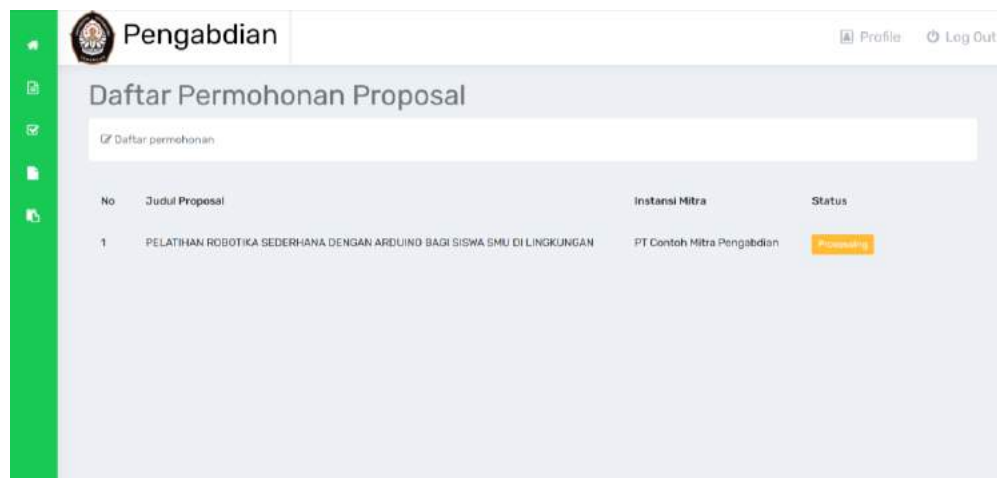 Pengabdian
Profile
Log Out
Daftar Permohonan Proposal
Daftar permohonan
No Judul Proposal Instansi Mitra Status
1 PELATIHAN ROBOTIKA SEDERHANA DENGAN ARDUINO BAGI SISWA SMU DI LINGKUNGAN PT Contoh Mitra Pengabdian Processing